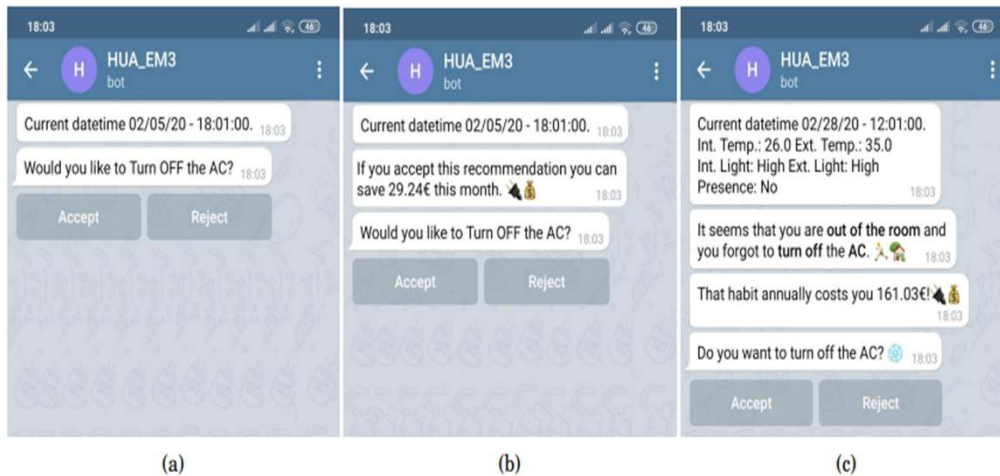 18:03
46
H
HUA_EM3
bot
Current datetime 02/05/20 - 18:01:00. 18:03
Would you like to Turn OFF the AC? 18:03
Accept
Reject
(a)
18:03
46
H
HUA_EM3
bot
Current datetime 02/05/20 - 18:01:00. 18:03
If you accept this recommendation you can
save 29.24€ this month. 🔌💰 18:03
Would you like to Turn OFF the AC? 18:03
Accept
Reject
(b)
18:03
46
H
HUA_EM3
bot
Current datetime 02/28/20 - 12:01:00.
Int. Temp.: 26.0 Ext. Temp.: 35.0
Int. Light: High Ext. Light: High
Presence: No 18:03
It seems that you are out of the room and
you forgot to turn off the AC. 🏃🏡 18:03
That habit annually costs you 161.03€!🔌💰
18:03
Do you want to turn off the AC? ❄️ 18:03
Accept
Reject
(c)